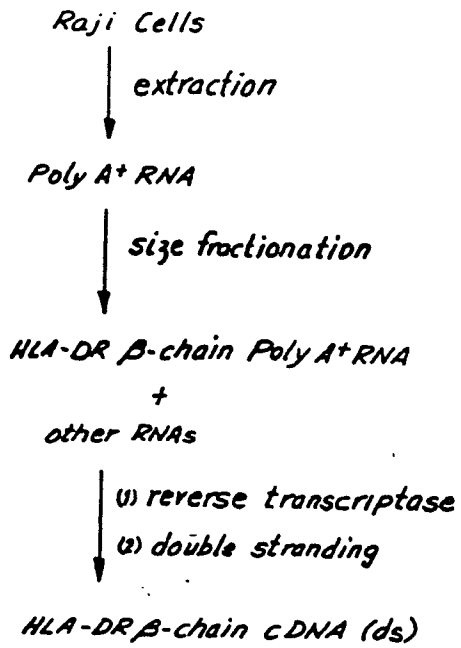 Raji Cells
extraction
Poly A+ RNA
size fractionation
HLA-DR β-chain Poly A+ RNA
+
other RNAs
(1) reverse transcriptase
(2) double stranding
HLA-DR β-chain cDNA (ds)